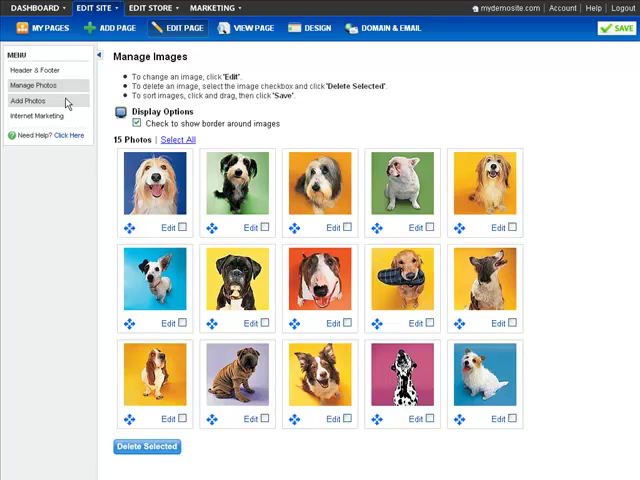 DASHBOARD EDIT SITE EDIT STORE MARKETING mydemosite.com | Account | Help | Logout
MY PAGES ADD PAGE EDIT PAGE VIEW PAGE DESIGN DOMAIN & EMAIL SAVE
MENU
Header & Footer
Manage Photos
Add Photos
Internet Marketing
? Need Help? Click Here
Manage Images
• To change an image, click 'Edit'.
• To delete an image, select the image checkbox and click 'Delete Selected'.
• To sort images, click and drag, then click 'Save'.
Display Options
Check to show border around images
15 Photos | Select All
Edit Edit Edit Edit Edit
Edit Edit Edit Edit Edit
Edit Edit Edit Edit Edit
Delete Selected